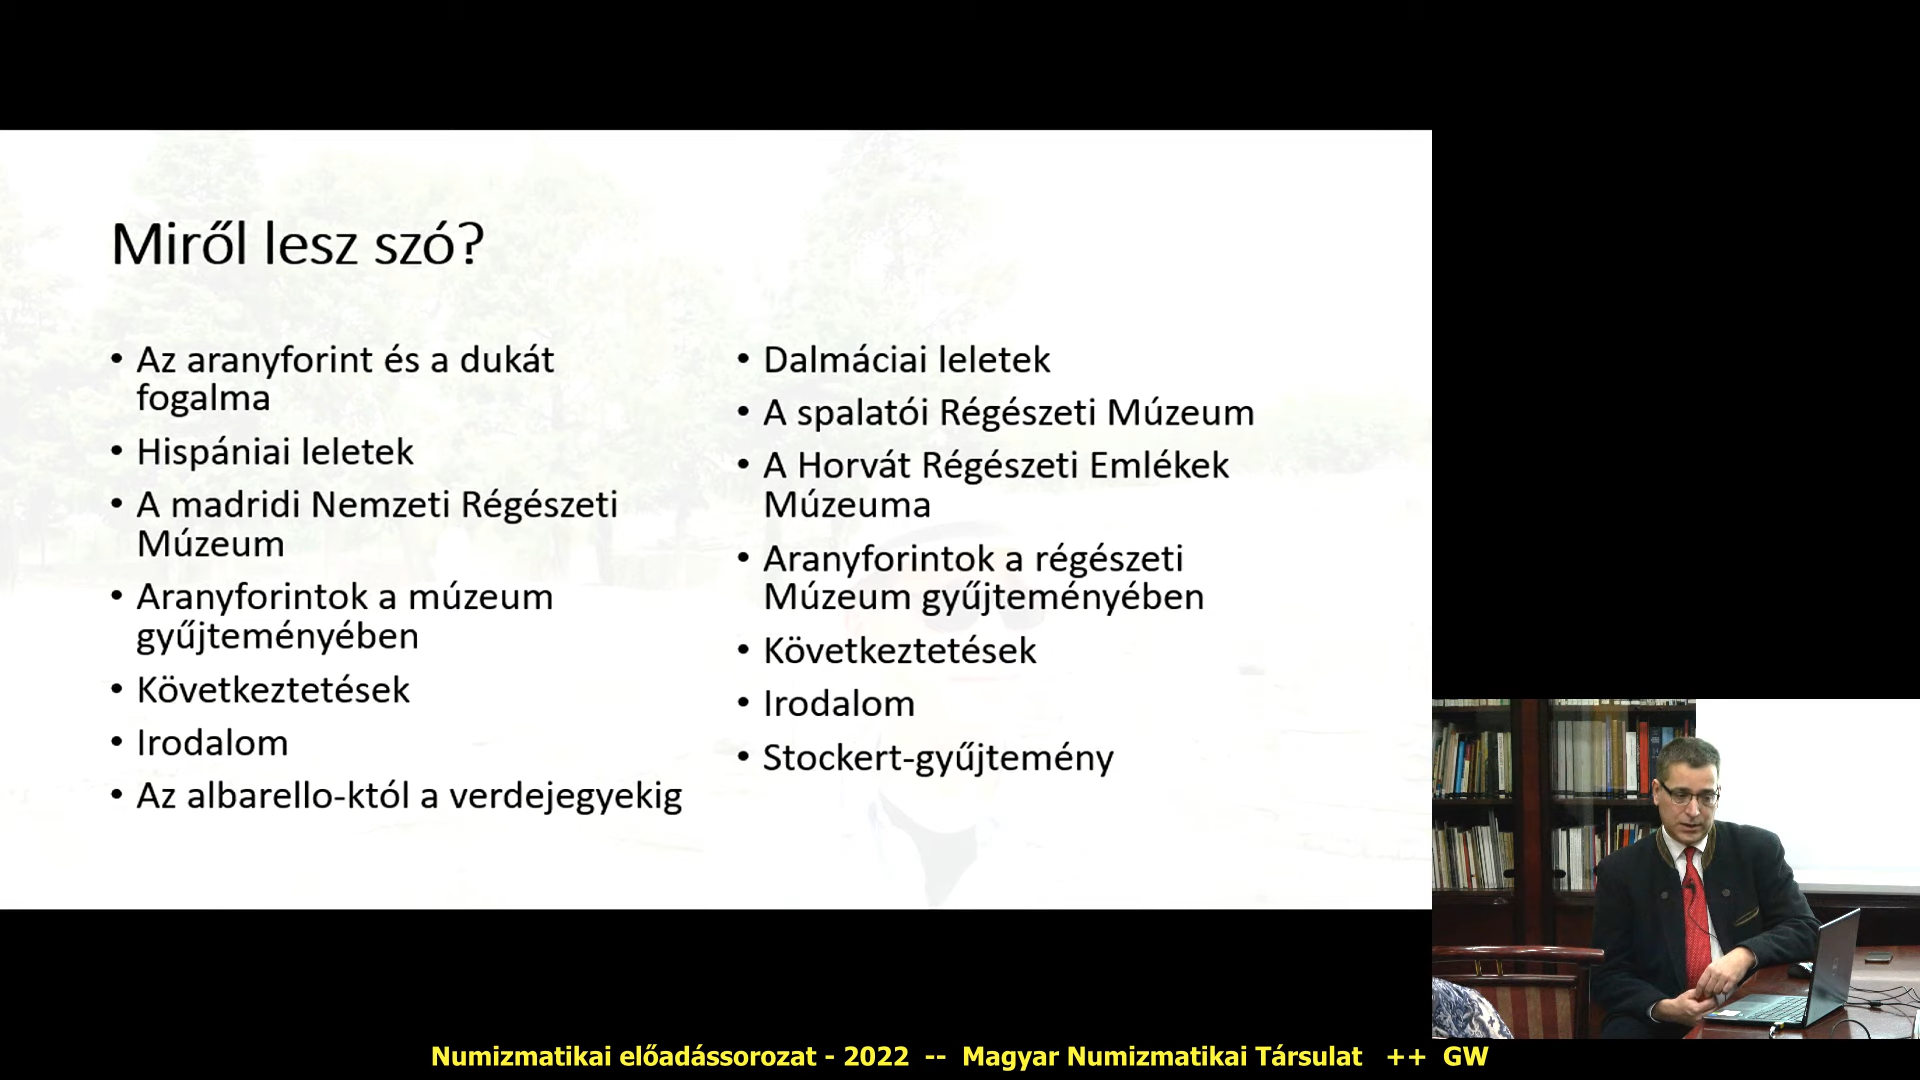 Miről lesz szó?
• Az aranyforint és a dukát
fogalma
• Hispániai leletek
• A madridi Nemzeti Régészeti
Múzeum
• Aranyforintok a múzeum
gyűjteményében
• Következtetések
• Irodalom
• Az albarello-któl a verdejegyekig
• Dalmáciai leletek
• A spalatói Régészeti Múzeum
• A Horvát Régészeti Emlékek
Múzeuma
• Aranyforintok a régészeti
Múzeum gyűjteményében
• Következtetések
• Irodalom
• Stockert-gyűjtemény
Numizmatikai előadássorozat - 2022 -- Magyar Numizmatikai Társulat ++ GW